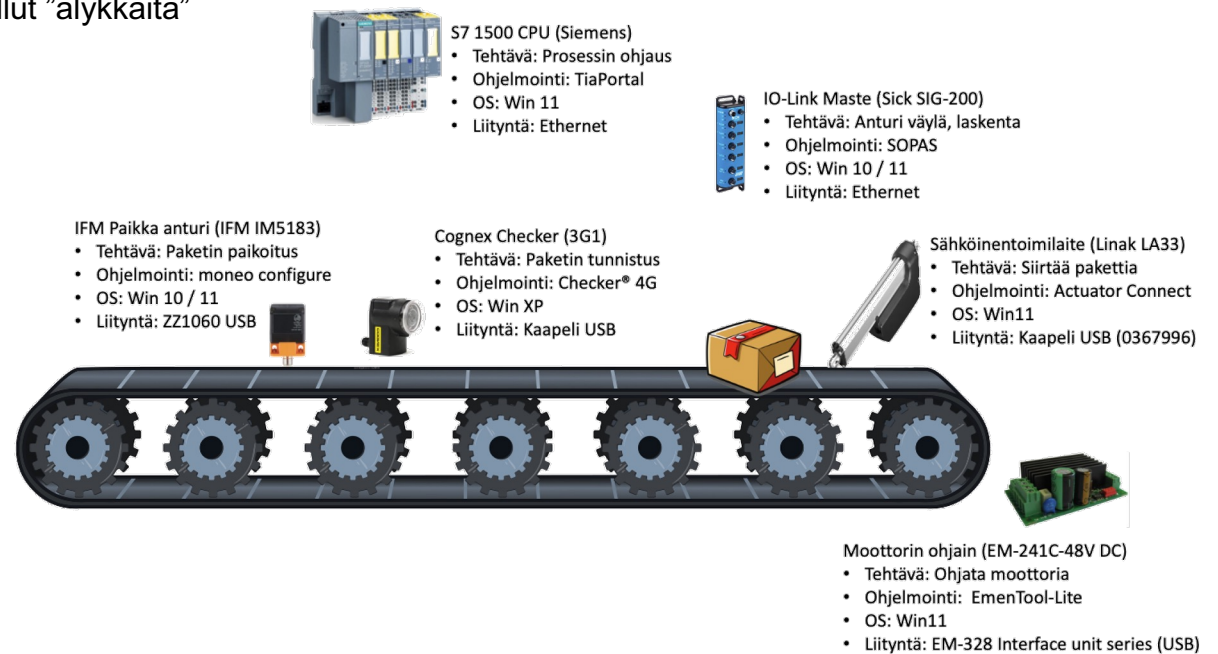 llut "älykkäitä"
S7 1500 CPU (Siemens)
• Tehtävä: Prosessin ohjaus
• Ohjelmointi: TiaPortal
• OS: Win 11
• Liityntä: Ethernet
IO-Link Maste (Sick SIG-200)
• Tehtävä: Anturi väylä, laskenta
• Ohjelmointi: SOPAS
• OS: Win 10 / 11
• Liityntä: Ethernet
IFM Paikka anturi (IFM IM5183)
• Tehtävä: Paketin paikoitus
• Ohjelmointi: moneo configure
• OS: Win 10 / 11
• Liityntä: ZZ1060 USB
Cognex Checker (3G1)
• Tehtävä: Paketin tunnistus
• Ohjelmointi: Checker® 4G
• OS: Win XP
• Liityntä: Kaapeli USB
Sähköinentoimilaite (Linak LA33)
• Tehtävä: Siirtää pakettia
• Ohjelmointi: Actuator Connect
• OS: Win11
• Liityntä: Kaapeli USB (0367996)
Moottorin ohjain (EM-241C-48V DC)
• Tehtävä: Ohjata moottoria
• Ohjelmointi: EmenTool-Lite
• OS: Win11
• Liityntä: EM-328 Interface unit series (USB)